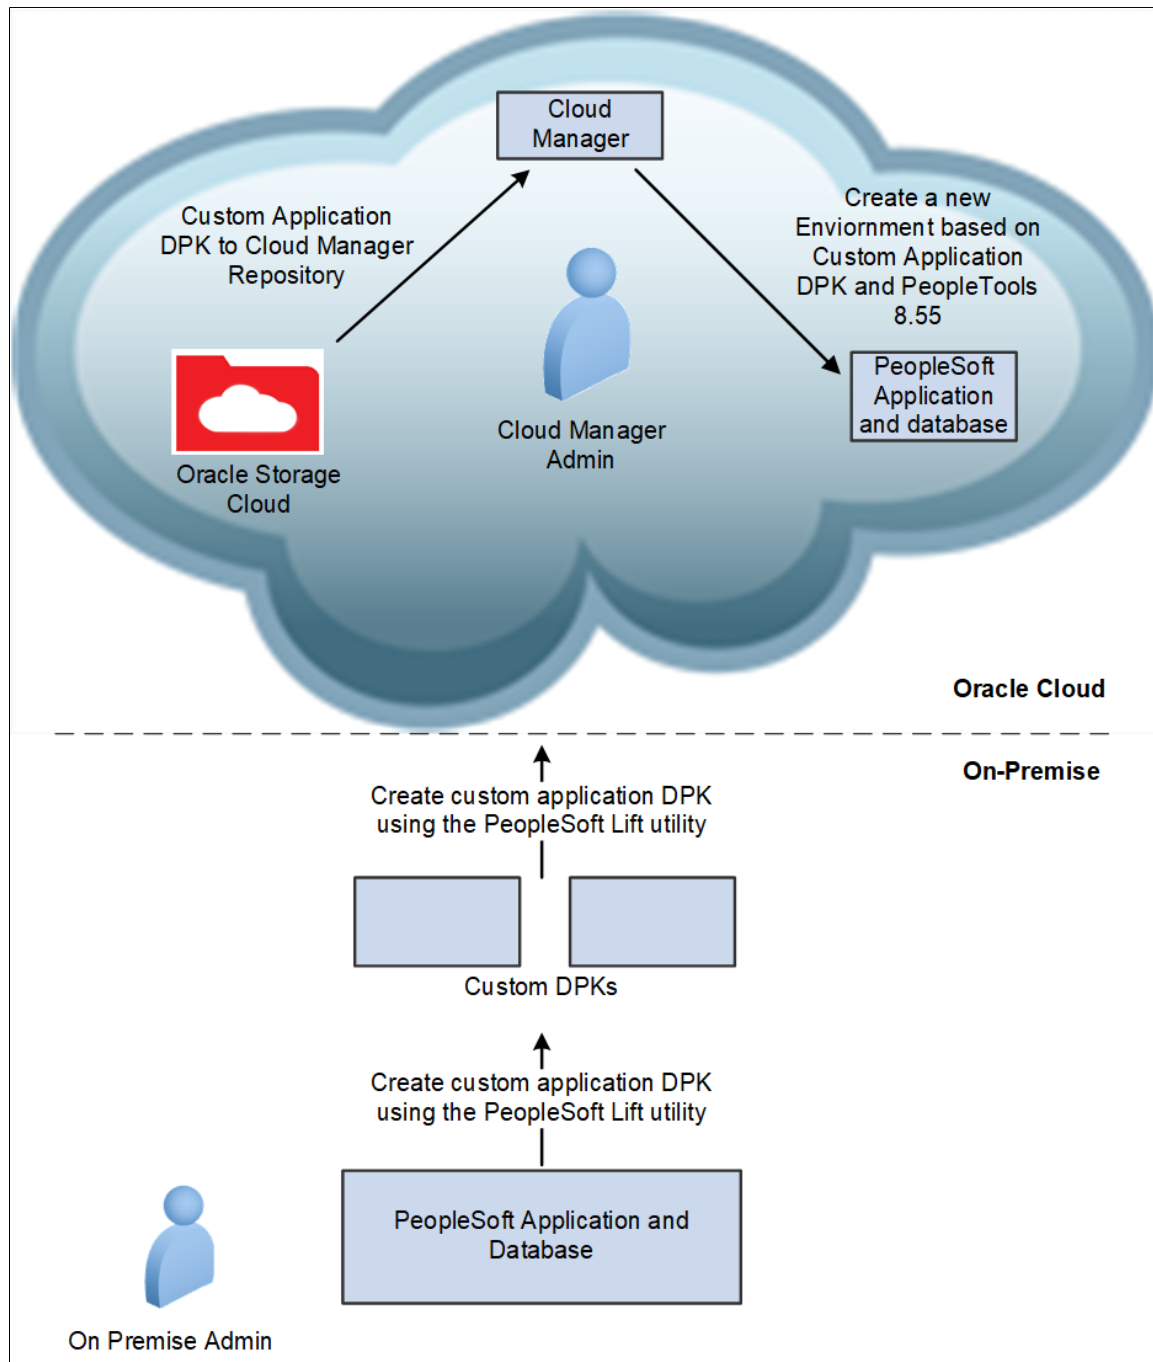 Cloud
Manager
Custom Application
DPK to Cloud Manager
Repository
Create a new
Enviornment based on
Custom Application
DPK and PeopleTools
8.55
PeopleSoft
Application
and database
Cloud Manager
Admin
Oracle Storage
Cloud
Oracle Cloud
On-Premise
Create custom application DPK
using the PeopleSoft Lift utility
Custom DPKs
Create custom application DPK
using the PeopleSoft Lift utility
PeopleSoft Application and
Database
On Premise Admin